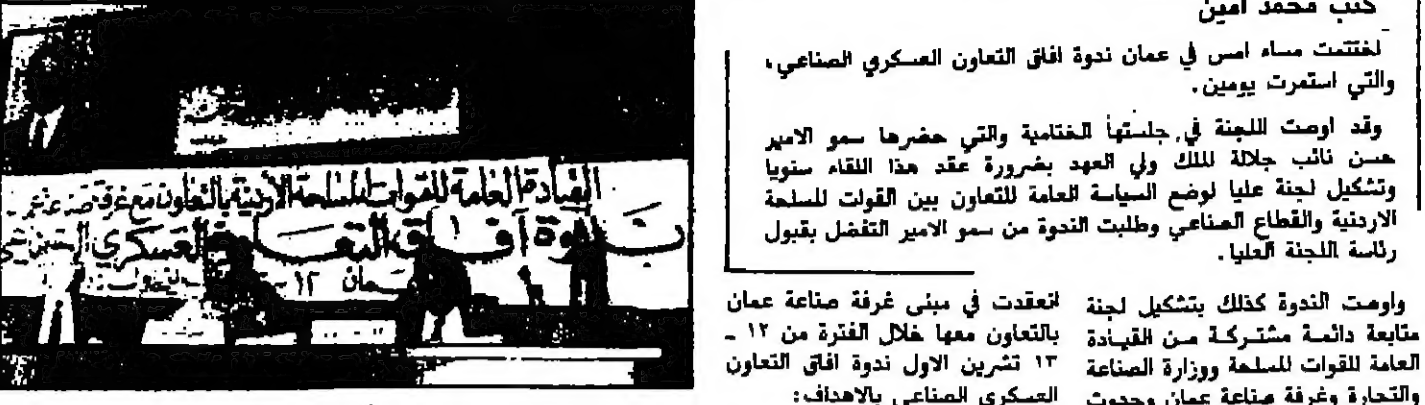 كتب محمد امين
اختتمت مساء امس في عمان ندوة افاق التعاون العسكري الصناعي،
والتي استمرت يومين.
وقد اوصت اللجنة في جلستها الختامية والتي حضرها سمو الامير
حسن نائب جلالة الملك ولي العهد بضرورة عقد هذا اللقاء سنويا
وتشكيل لجنة عليا لوضع السياسة العامة للتعاون بين القوات المسلحة
الاردنية والقطاع الصناعي وطلبت الندوة من سمو الامير التفضل بقبول
رئاسة اللجنة العليا.
واوصت الندوة كذلك بتشكيل لجنة
متابعة دائمة مشتركة من القيادة
العامة للقوات المسلحة ووزارة الصناعة
والتجارة وغرفة صناعة عمان وحددت
انعقدت في مبنى غرفة صناعة عمان
بالتعاون معها خلال الفترة من ١٢ -
١٣ تشرين الاول ندوة افاق التعاون
العسكري الصناعي بالاهداف:
القيادة العامة للقوات المسلحة الأردنية بالتعاون مع غرفة
ندوة آفاق التعاون العسكري
عمان ١٢